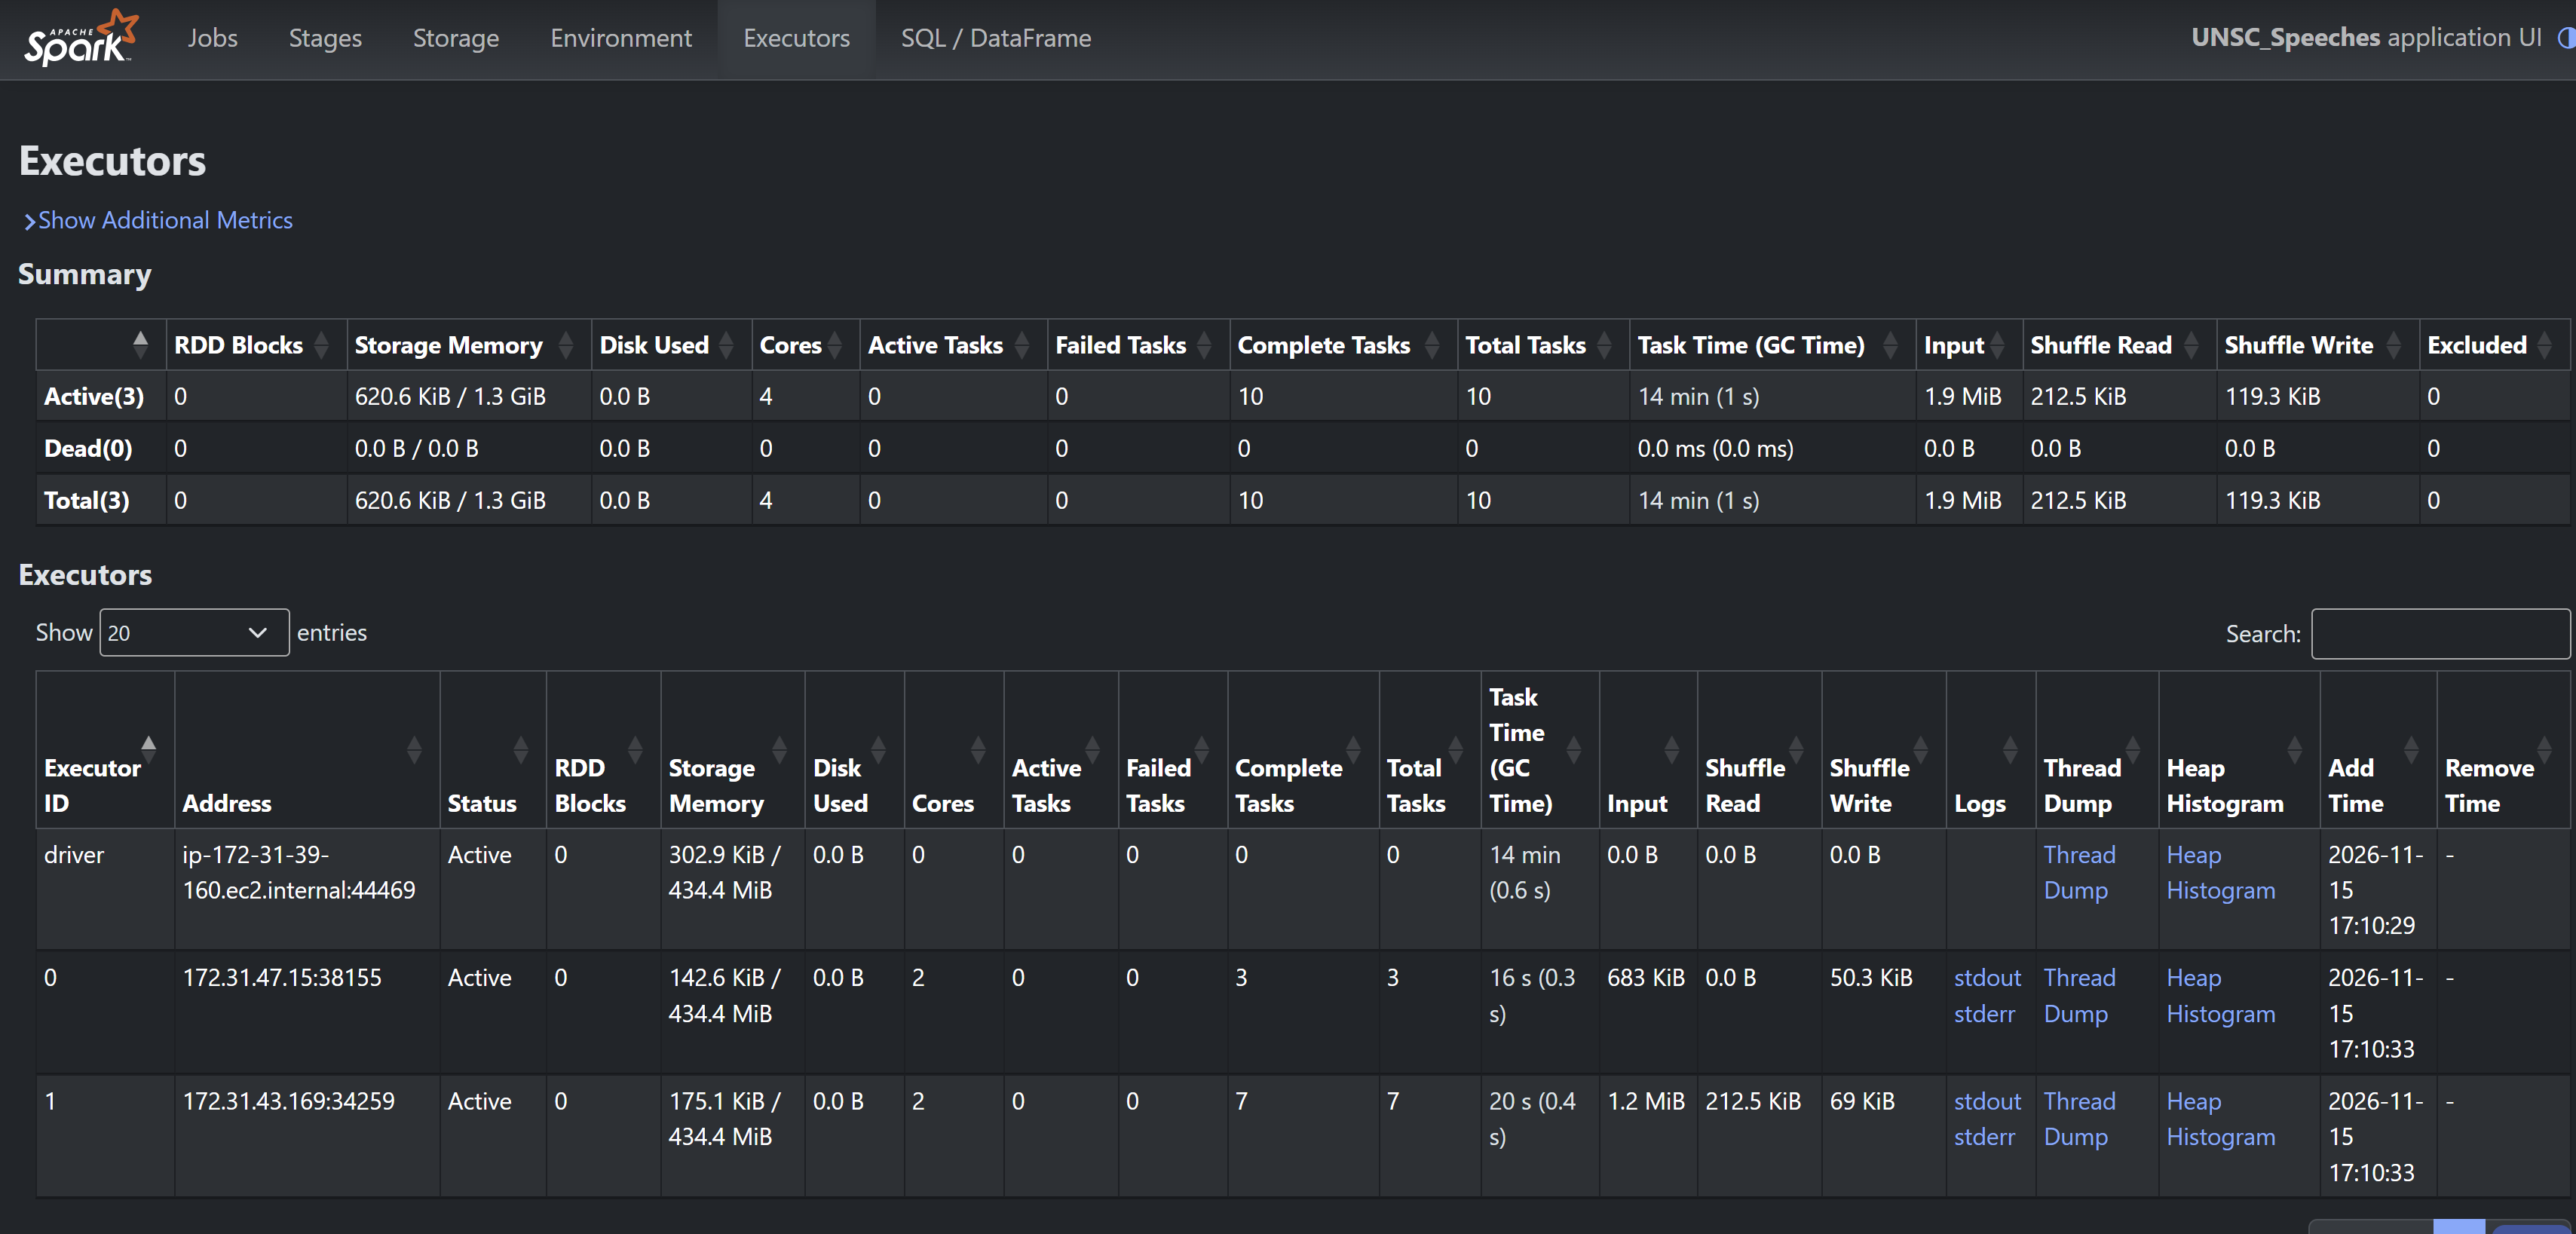 APACHE Spark™ Jobs Stages Storage Environment Executors SQL / DataFrame UNSC_Speeches application UI
Executors
Show Additional Metrics
Summary
RDD Blocks Storage Memory Disk Used Cores Active Tasks Failed Tasks Complete Tasks Total Tasks Task Time (GC Time) Input Shuffle Read Shuffle Write Excluded
Active(3) 0 620.6 KiB / 1.3 GiB 0.0 B 4 0 0 10 10 14 min (1 s) 1.9 MiB 212.5 KiB 119.3 KiB 0
Dead(0) 0 0.0 B / 0.0 B 0.0 B 0 0 0 0 0 0.0 ms (0.0 ms) 0.0 B 0.0 B 0.0 B 0
Total(3) 0 620.6 KiB / 1.3 GiB 0.0 B 4 0 0 10 10 14 min (1 s) 1.9 MiB 212.5 KiB 119.3 KiB 0
Executors
Show 20 entries Search:
Executor ID Address Status RDD Blocks Storage Memory Disk Used Cores Active Tasks Failed Tasks Complete Tasks Total Tasks Task Time (GC Time) Input Shuffle Read Shuffle Write Logs Thread Dump Heap Histogram Add Time Remove Time
driver ip-172-31-39-160.ec2.internal:44469 Active 0 302.9 KiB / 434.4 MiB 0.0 B 0 0 0 0 0 14 min (0.6 s) 0.0 B 0.0 B 0.0 B Thread Dump Heap Histogram 2026-11-15 17:10:29 -
0 172.31.47.15:38155 Active 0 142.6 KiB / 434.4 MiB 0.0 B 2 0 0 3 3 16 s (0.3 s) 683 KiB 0.0 B 50.3 KiB stdout stderr Thread Dump Heap Histogram 2026-11-15 17:10:33 -
1 172.31.43.169:34259 Active 0 175.1 KiB / 434.4 MiB 0.0 B 2 0 0 7 7 20 s (0.4 s) 1.2 MiB 212.5 KiB 69 KiB stdout stderr Thread Dump Heap Histogram 2026-11-15 17:10:33 -